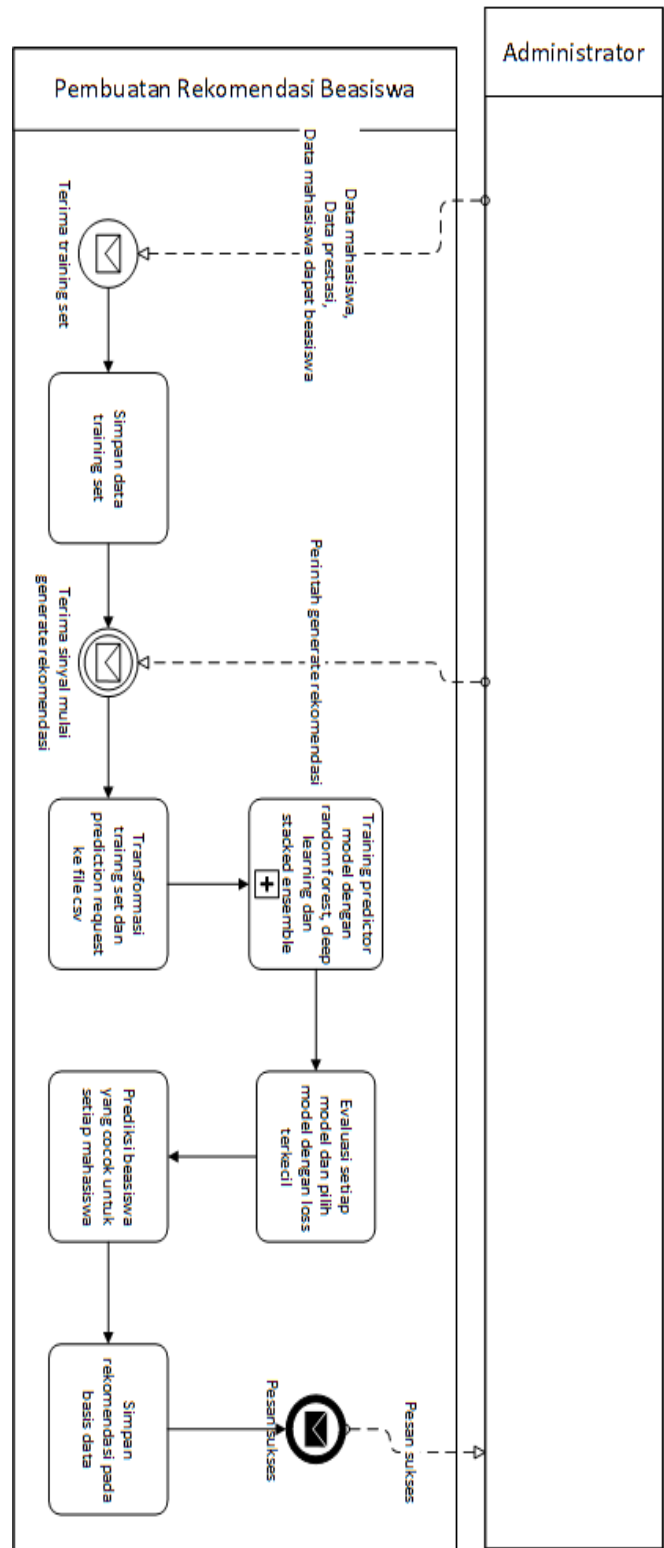 Administrator
Pembuatan Rekomendasi Beasiswa
Data mahasiswa,
Data prestasi,
Data mahasiswa dapat beasiswa
Terima training set
Simpan data
training set
Perintah generate rekomendasi
Terima sinyal mulai
generate rekomendasi
Transformasi
trainng set dan
prediction request
ke file csv
Training predictor
model dengan
random forest, deep
learning dan
stacked ensemble
Evaluasi setiap
model dan pilih
model dengan loss
terkecil
Prediksi beasiswa
yang cocok untuk
setiap mahasiswa
Simpan
rekomendasi pada
basis data
Pesan sukses
Pesan sukses